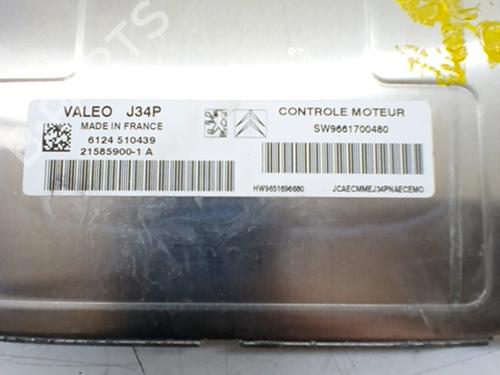 VALEO J34P
MADE IN FRANCE
6124 510439
21585900-1 A
CONTROLE MOTEUR
SW9661700480
HW9651696680
JCAECMMEJ34PNAECEMO